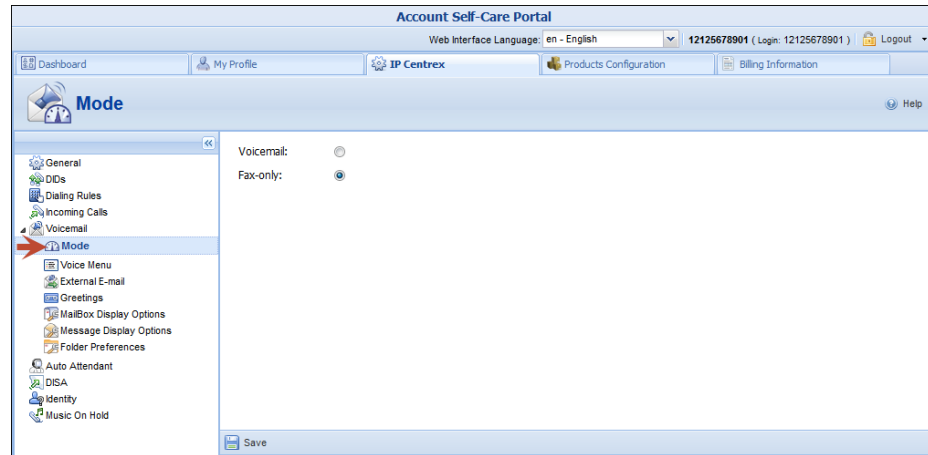 Account Self-Care Portal
Web Interface Language: en - English 12125678901 ( Login: 12125678901 ) Logout
Dashboard My Profile IP Centrex Products Configuration Billing Information
Mode Help
General
DIDs
Dialing Rules
Incoming Calls
Voicemail
Mode
Voice Menu
External E-mail
Greetings
MailBox Display Options
Message Display Options
Folder Preferences
Auto Attendant
DISA
Identity
Music On Hold
Voicemail:
Fax-only:
Save